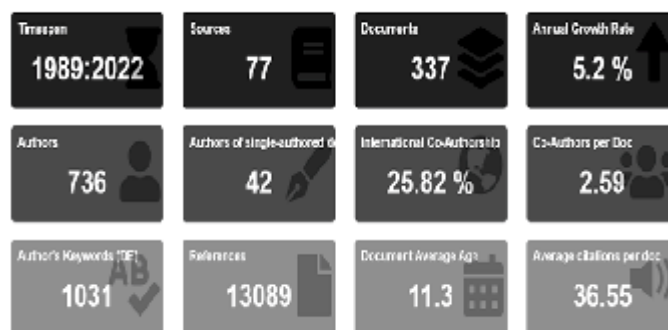 Timespan
1989:2022
Sources
77
Documents
337
Annual Growth Rate
5.2 %
Authors
736
Authors of single-authored d
42
International Co-Authorship
25.82 %
Co-Authors per Doc
2.59
Author's Keywords (DE)
1031
References
13089
Document Average Age
11.3
Average citations per doc
36.55
AB